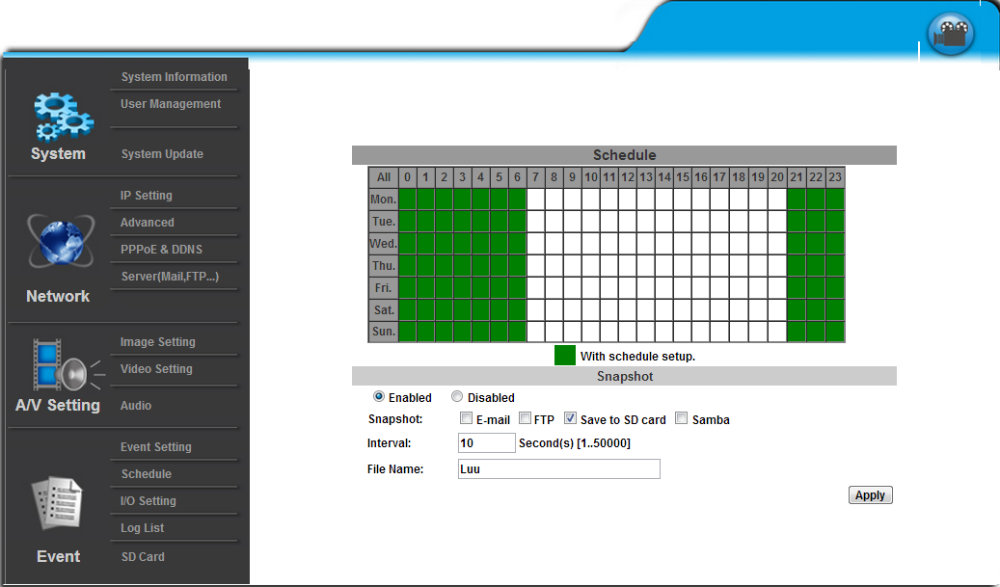 System Information
User Management
System
System Update
IP Setting
Advanced
PPPoE & DDNS
Server(Mail,FTP...)
Network
Image Setting
Video Setting
A/V Setting
Audio
Event Setting
Schedule
I/O Setting
Log List
Event
SD Card
Schedule
All 0 1 2 3 4 5 6 7 8 9 10 11 12 13 14 15 16 17 18 19 20 21 22 23
Mon.
Tue.
Wed.
Thu.
Fri.
Sat.
Sun.
With schedule setup.
Snapshot
Enabled Disabled
Snapshot: E-mail FTP Save to SD card Samba
Interval: 10 Second(s) [1..50000]
File Name: Luu
Apply